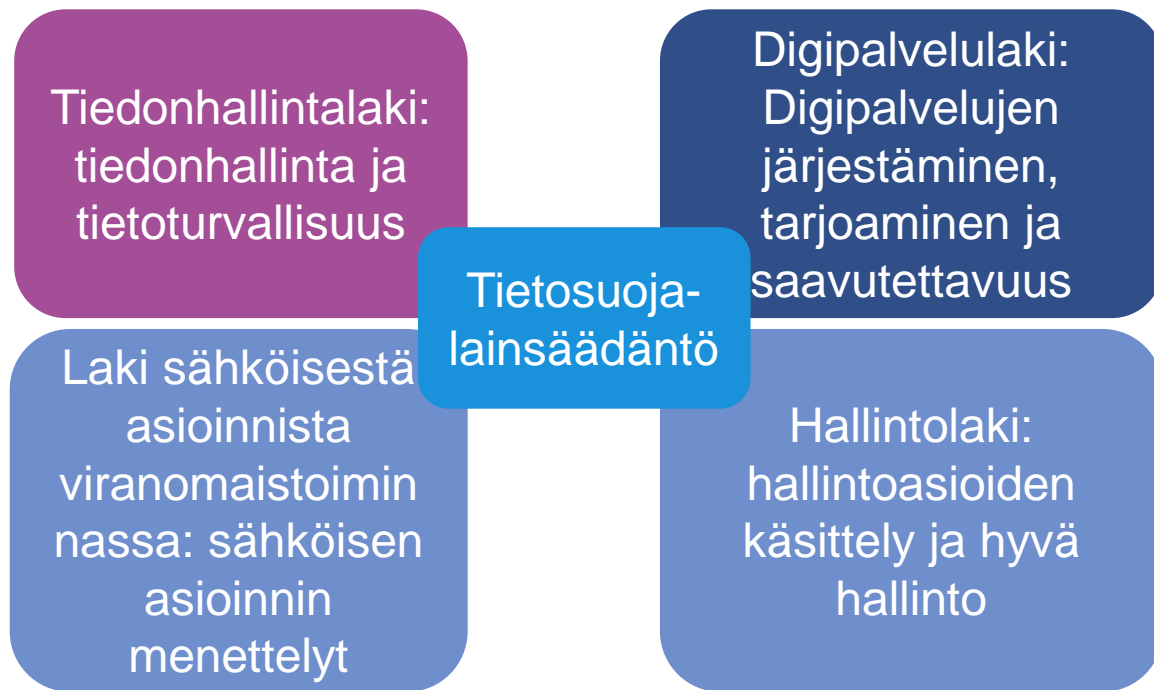 Tiedonhallintalaki:
tiedonhallinta ja
tietoturvallisuus
Digipalvelulaki:
Digipalvelujen
järjestäminen,
tarjoaminen ja
saavutettavuus
Tietosuoja-
lainsäädäntö
Laki sähköisestä
asioinnista
viranomaistoimin
nassa: sähköisen
asioinnin
menettelyt
Hallintolaki:
hallintoasioiden
käsittely ja hyvä
hallinto